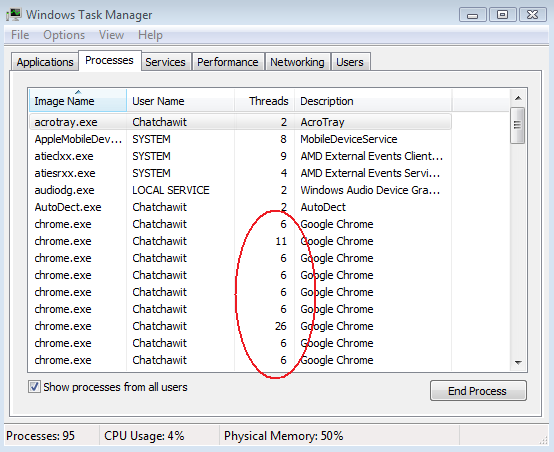 Windows Task Manager
File Options View Help
Applications Processes Services Performance Networking Users
Image Name User Name Threads Description
acrotray.exe Chatchawit 2 AcroTray
AppleMobileDev... SYSTEM 8 MobileDeviceService
atieclxx.exe SYSTEM 9 AMD External Events Client...
atiesrxx.exe SYSTEM 4 AMD External Events Servi...
audiodg.exe LOCAL SERVICE 2 Windows Audio Device Gra...
AutoDect.exe Chatchawit 2 AutoDect
chrome.exe Chatchawit 6 Google Chrome
chrome.exe Chatchawit 11 Google Chrome
chrome.exe Chatchawit 6 Google Chrome
chrome.exe Chatchawit 6 Google Chrome
chrome.exe Chatchawit 6 Google Chrome
chrome.exe Chatchawit 6 Google Chrome
chrome.exe Chatchawit 26 Google Chrome
chrome.exe Chatchawit 6 Google Chrome
chrome.exe Chatchawit 6 Google Chrome
Show processes from all users
End Process
Processes: 95 CPU Usage: 4% Physical Memory: 50%